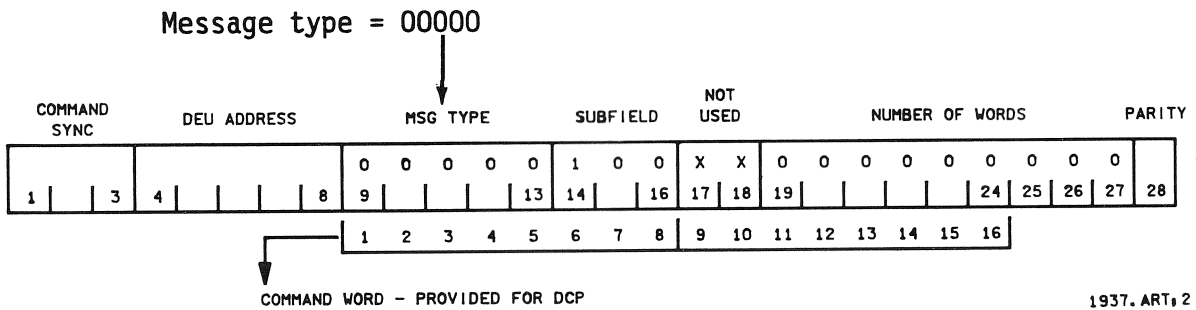 Message type = 00000
COMMAND SYNC DEU ADDRESS MSG TYPE SUBFIELD NOT USED NUMBER OF WORDS PARITY
0 0 0 0 0 1 0 0 X X 0 0 0 0 0 0 0 0 0
1 3 4 8 9 13 14 16 17 18 19 24 25 26 27 28
1 2 3 4 5 6 7 8 9 10 11 12 13 14 15 16
COMMAND WORD - PROVIDED FOR DCP
1937.ART; 2